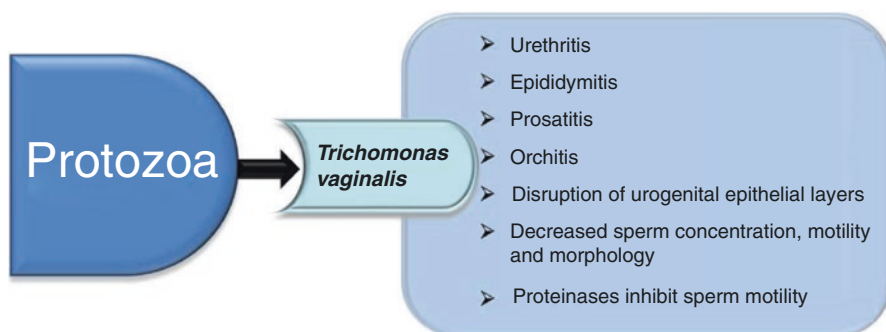 Protozoa
Trichomonas
vaginalis
➤ Urethritis
➤ Epididymitis
➤ Prosatitis
➤ Orchitis
➤ Disruption of urogenital epithelial layers
➤ Decreased sperm concentration, motility
and morphology
➤ Proteinases inhibit sperm motility